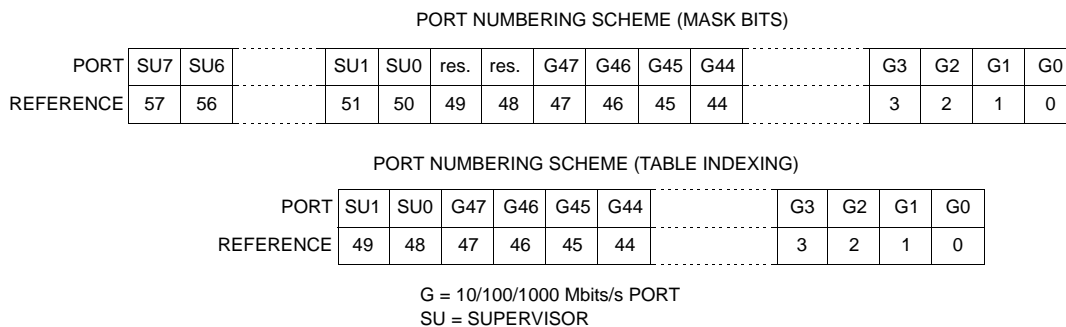 PORT NUMBERING SCHEME (MASK BITS)
PORT SU7 SU6 SU1 SU0 res. res. G47 G46 G45 G44 G3 G2 G1 G0
REFERENCE 57 56 51 50 49 48 47 46 45 44 3 2 1 0
PORT NUMBERING SCHEME (TABLE INDEXING)
PORT SU1 SU0 G47 G46 G45 G44 G3 G2 G1 G0
REFERENCE 49 48 47 46 45 44 3 2 1 0
G = 10/100/1000 Mbits/s PORT
SU = SUPERVISOR